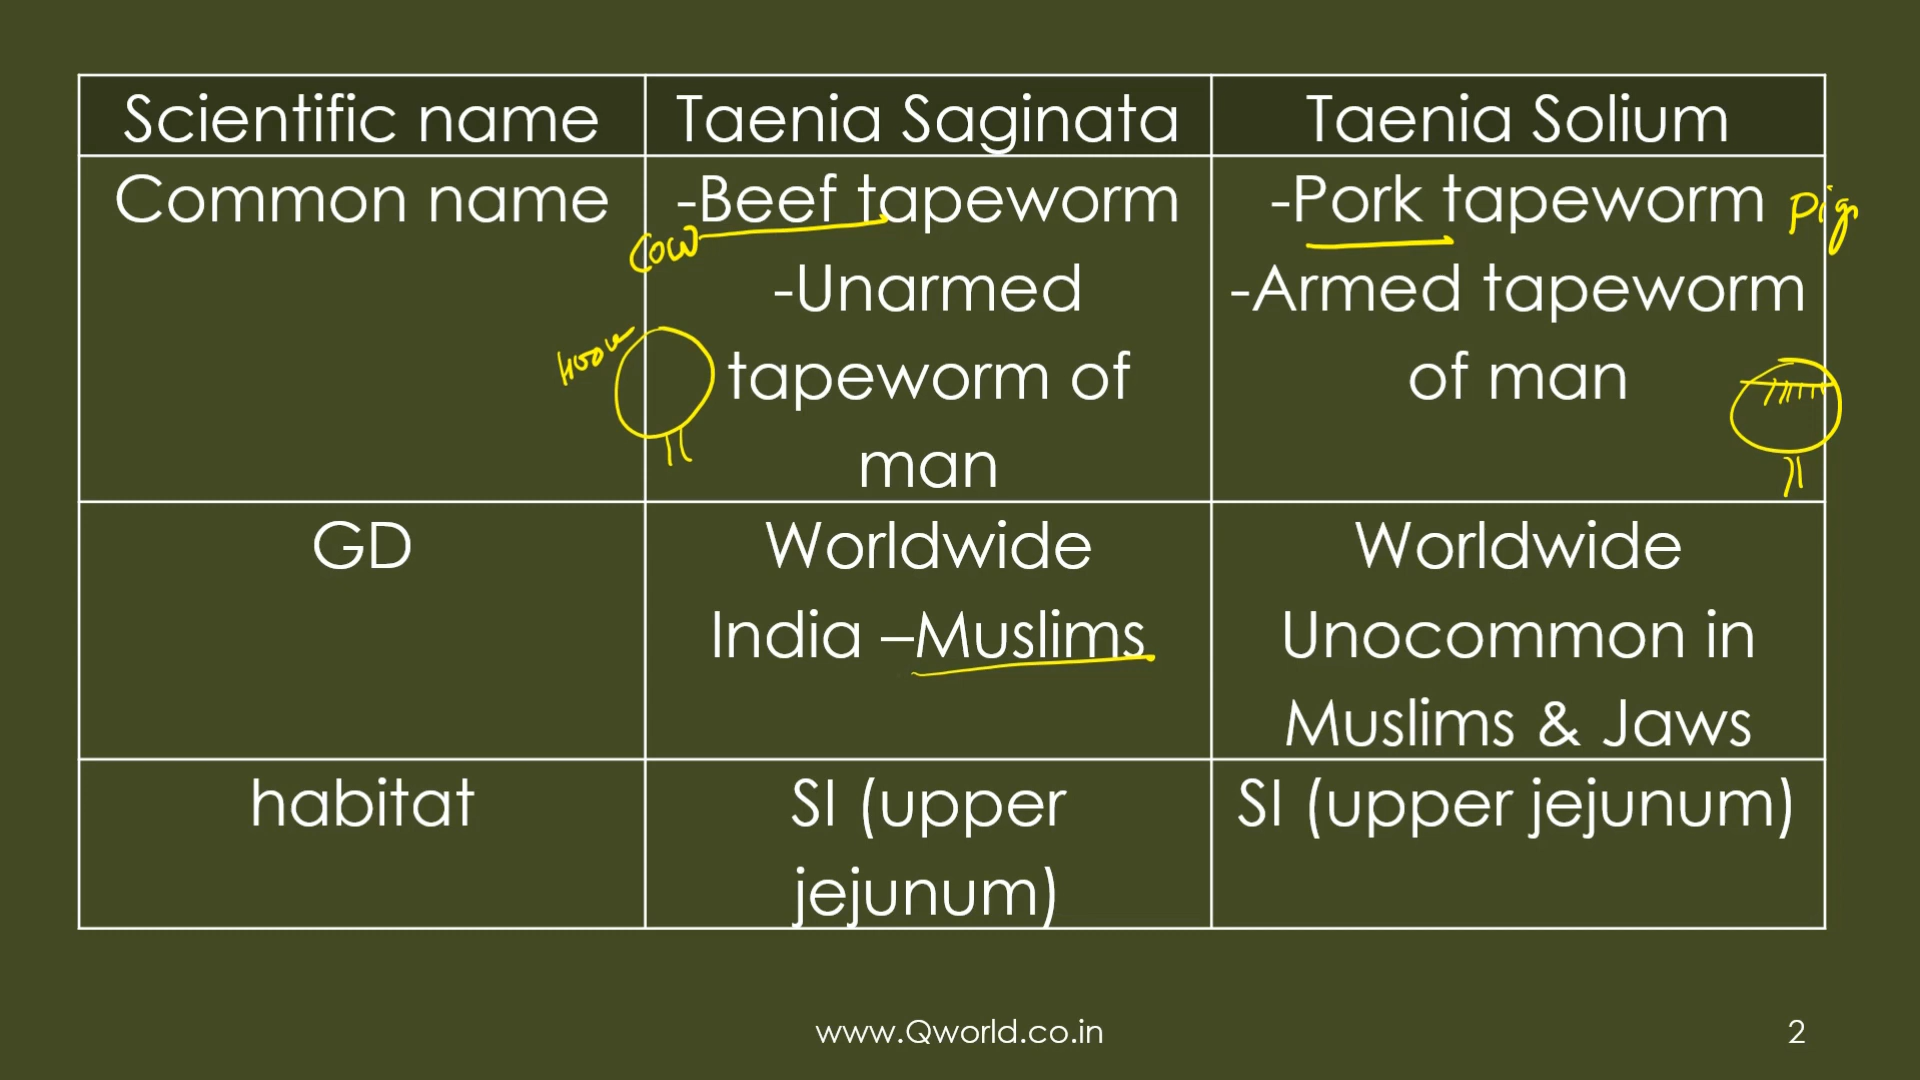 Scientific name
Taenia Saginata
Taenia Solium
Common name
-Beef tapeworm
-Pork tapeworm
Pig
Cow
-Unarmed
-Armed tapeworm
tapeworm of
of man
man
GD
Worldwide
Worldwide
India –Muslims
Unocommon in
Muslims & Jaws
habitat
SI (upper
SI (upper jejunum)
jejunum)
www.Qworld.co.in
2